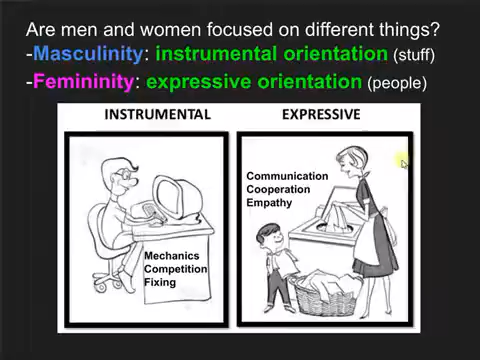 Are men and women focused on different things?
-Masculinity: instrumental orientation (stuff)
-Femininity: expressive orientation (people)
INSTRUMENTAL EXPRESSIVE
Mechanics
Competition
Fixing
Communication
Cooperation
Empathy